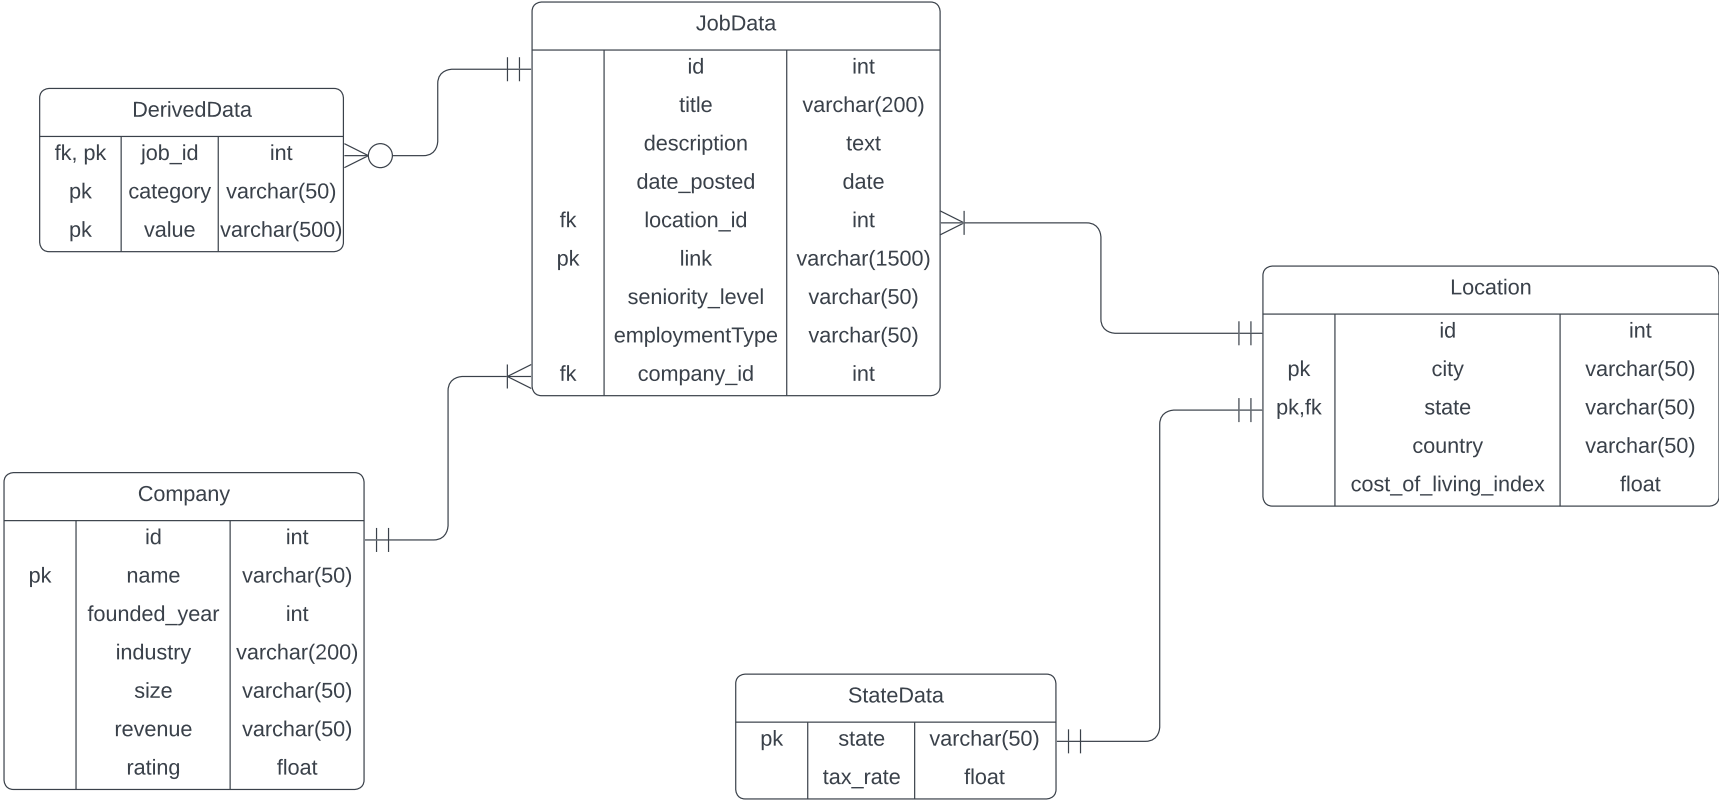 JobData
id int
title varchar(200)
description text
date_posted date
fk location_id int
pk link varchar(1500)
seniority_level varchar(50)
employmentType varchar(50)
fk company_id int
DerivedData
fk, pk job_id int
pk category varchar(50)
pk value varchar(500)
Location
id int
pk city varchar(50)
pk,fk state varchar(50)
country varchar(50)
cost_of_living_index float
Company
id int
pk name varchar(50)
founded_year int
industry varchar(200)
size varchar(50)
revenue varchar(50)
rating float
StateData
pk state varchar(50)
tax_rate float